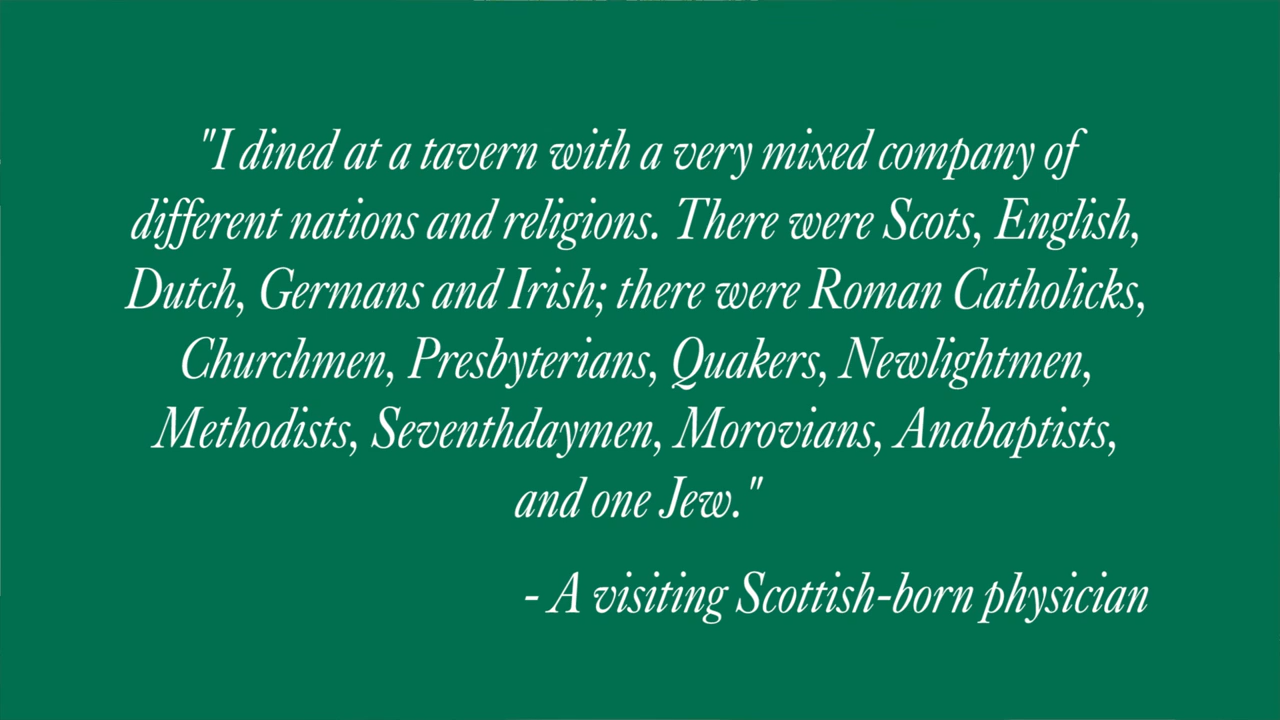 "I dined at a tavern with a very mixed company of
different nations and religions. There were Scots, English,
Dutch, Germans and Irish; there were Roman Catholicks,
Churchmen, Presbyterians, Quakers, Newlightmen,
Methodists, Seventhdaymen, Morovians, Anabaptists,
and one Jew."
- A visiting Scottish-born physician